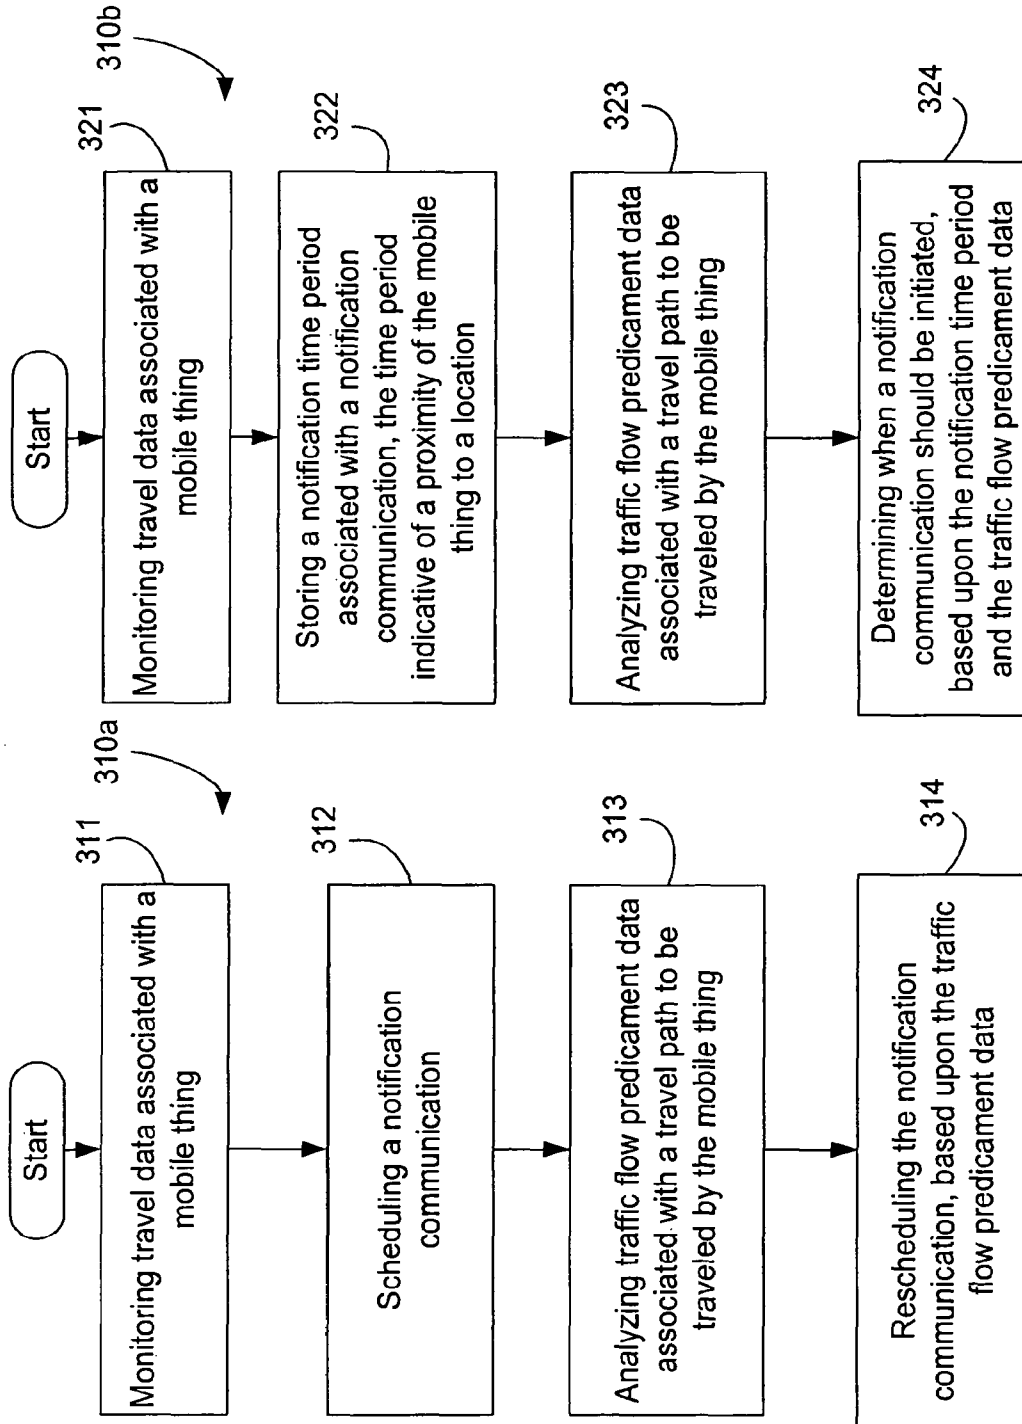 Start
310a
311
Monitoring travel data associated with a
mobile thing
312
Scheduling a notification
communication
313
Analyzing traffic flow predicament data
associated with a travel path to be
traveled by the mobile thing
314
Rescheduling the notification
communication, based upon the traffic
flow predicament data
Start
310b
321
Monitoring travel data associated with a
mobile thing
322
Storing a notification time period
associated with a notification
communication, the time period
indicative of a proximity of the mobile
thing to a location
323
Analyzing traffic flow predicament data
associated with a travel path to be
traveled by the mobile thing
324
Determining when a notification
communication should be initiated,
based upon the notification time period
and the traffic flow predicament data